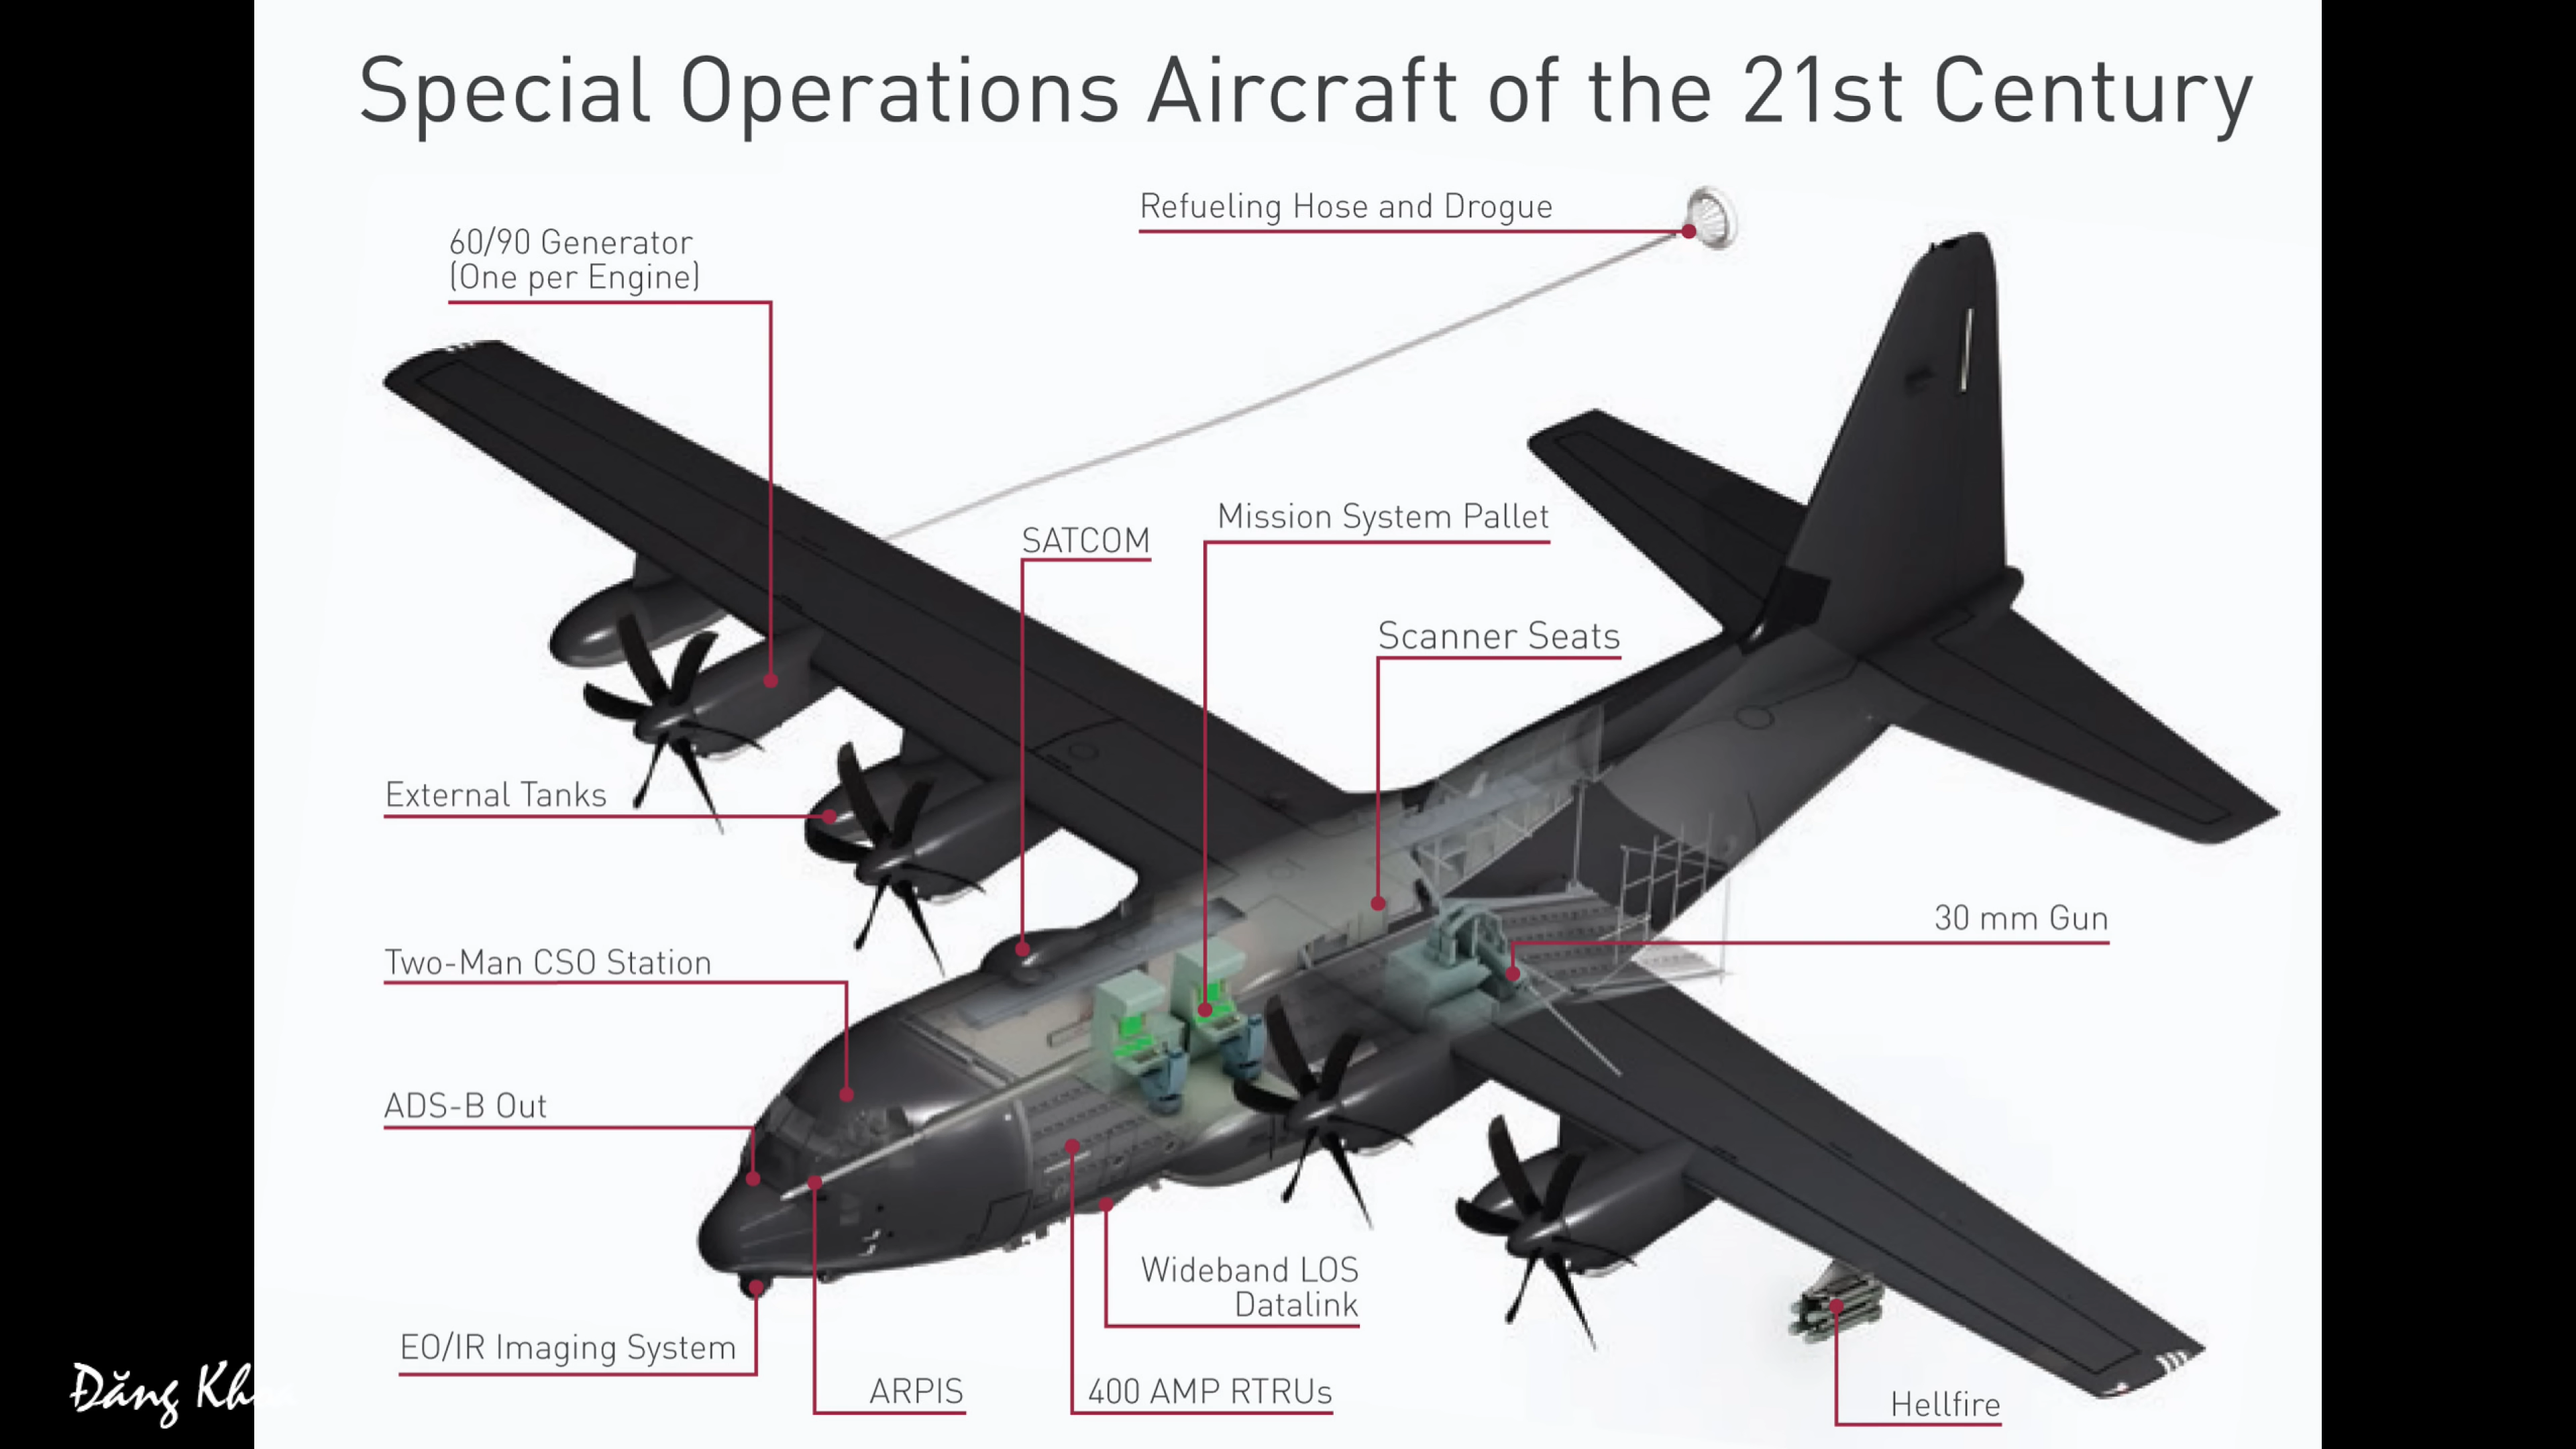 Special Operations Aircraft of the 21st Century
Refueling Hose and Drogue
60/90 Generator
(One per Engine)
Mission System Pallet
SATCOM
Scanner Seats
External Tanks
30 mm Gun
Two-Man CSO Station
ADS-B Out
Wideband LOS
Datalink
EO/IR Imaging System
ARPIS
400 AMP RTRUs
Hellfire
Đăng